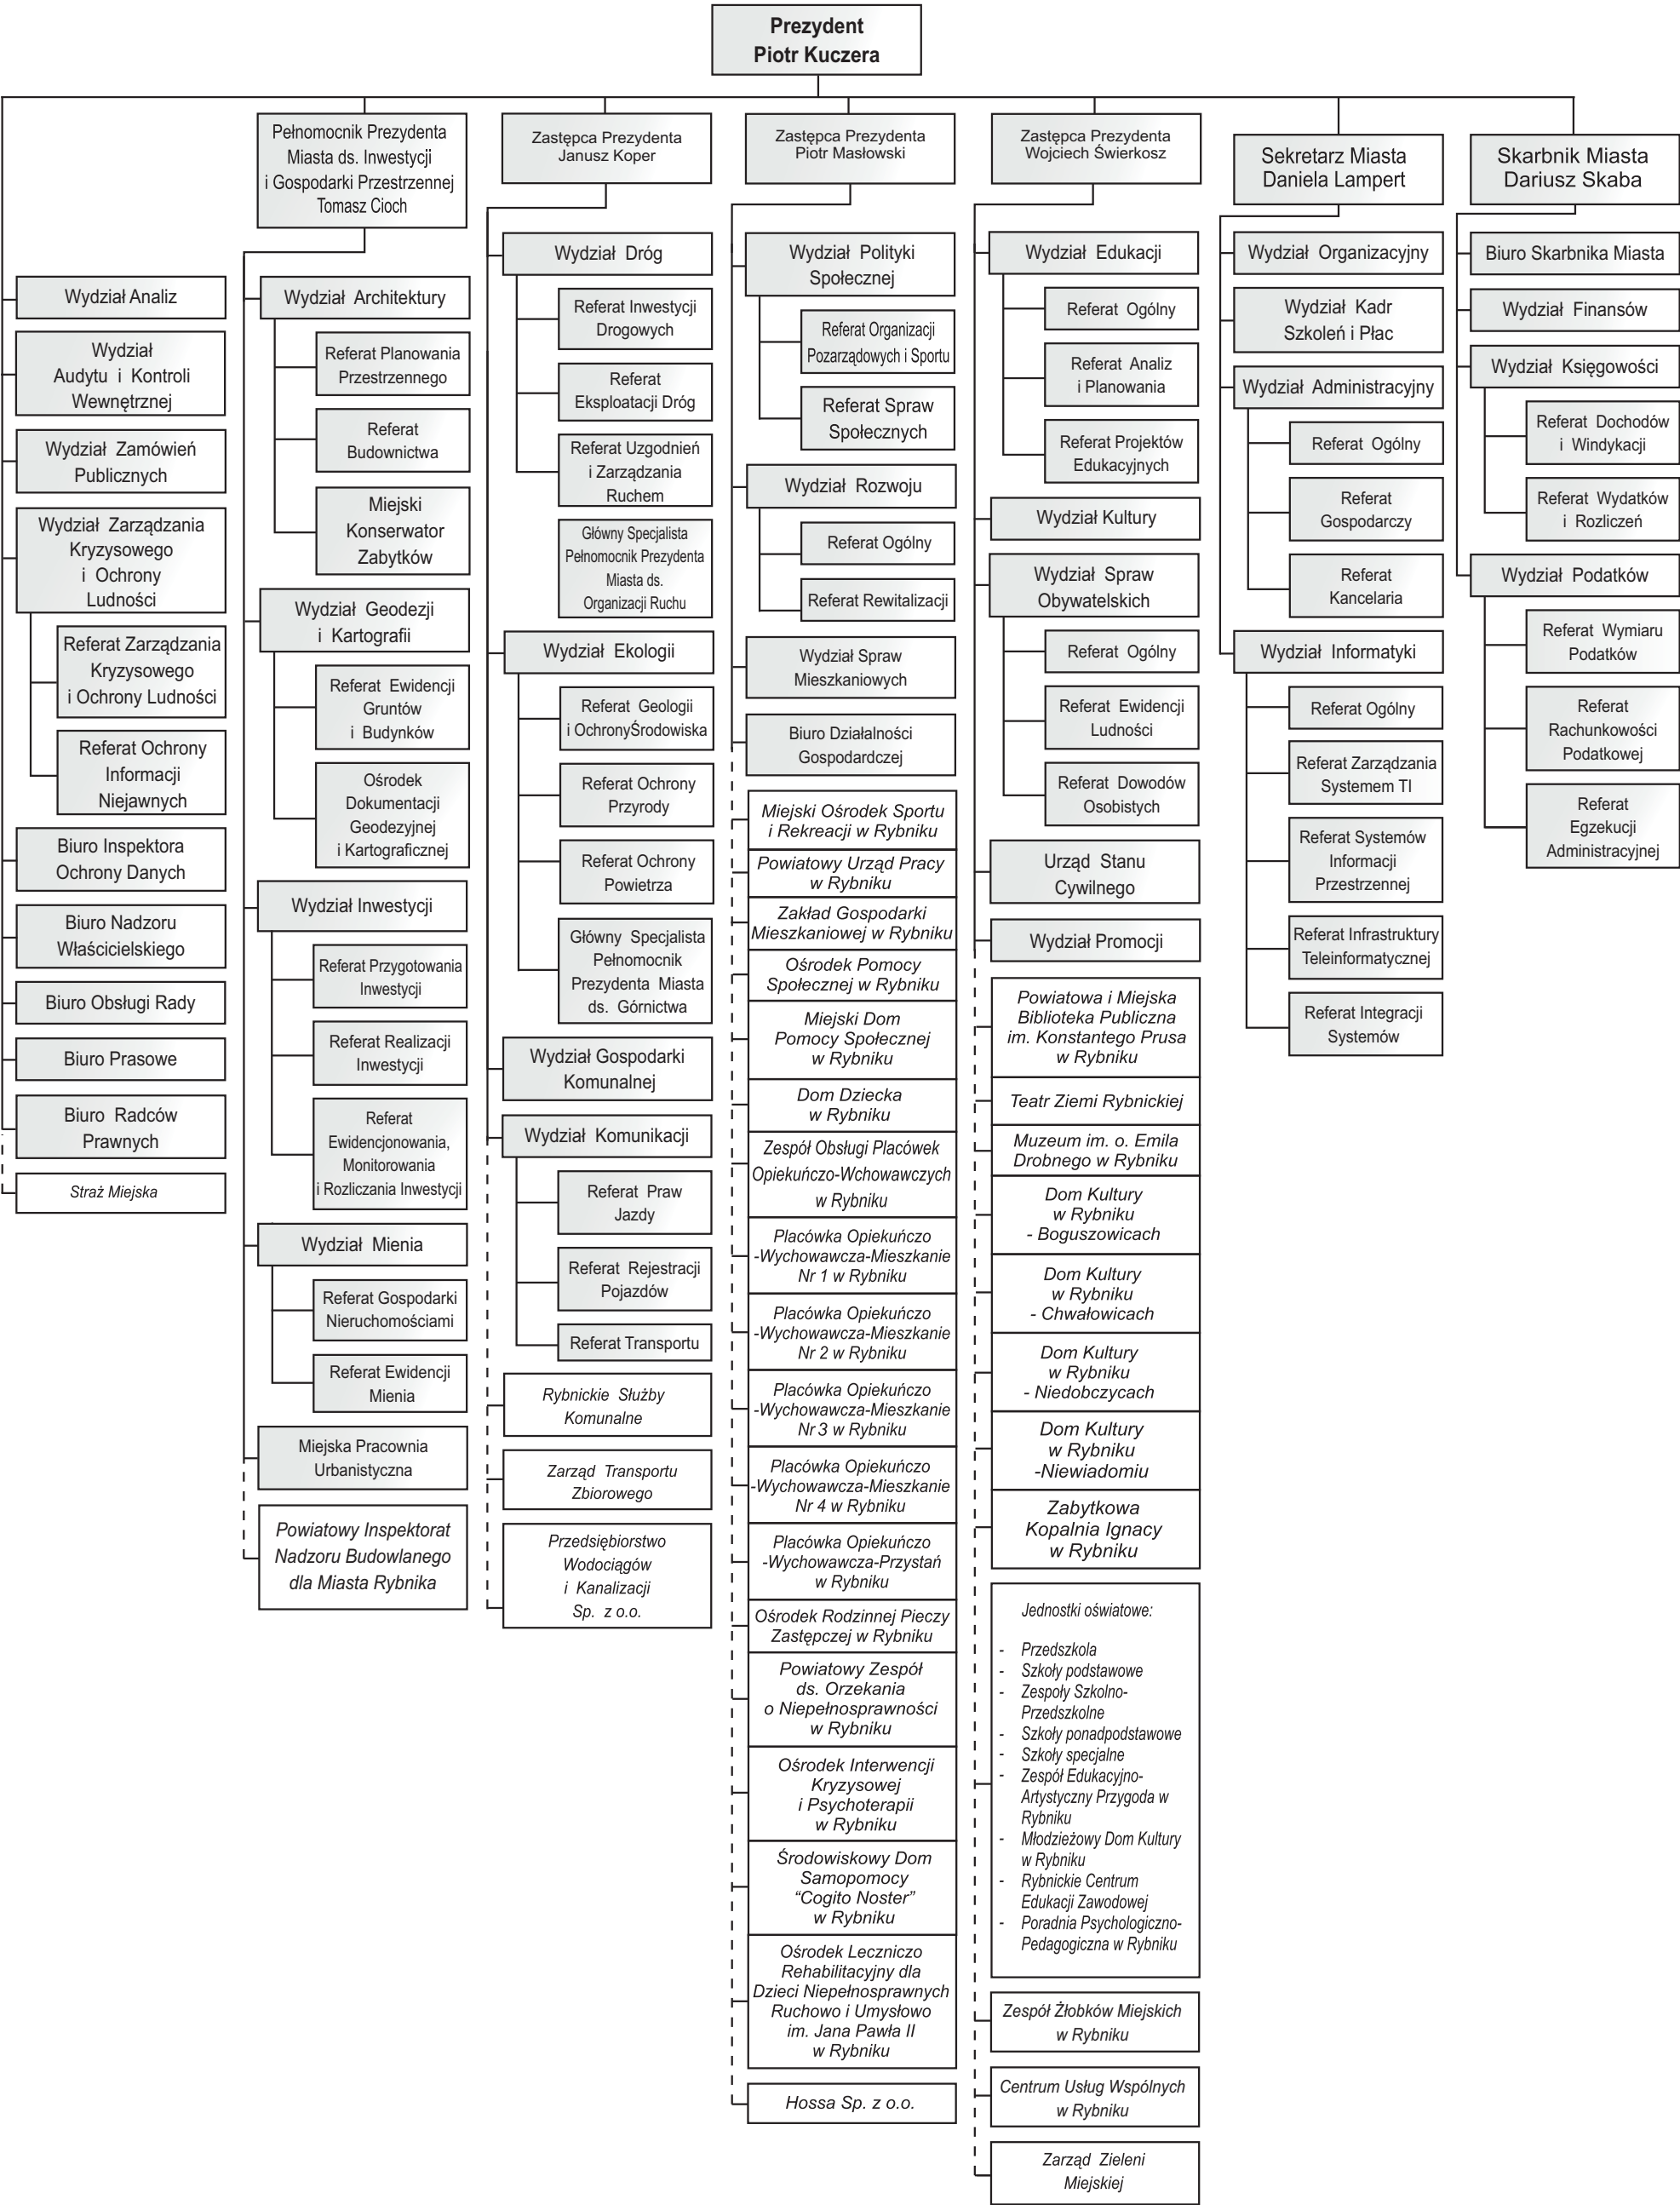 Prezydent
Piotr Kuczera
Wydział Analiz
Wydział
Audytu i Kontroli
Wewnętrznej
Wydział Zamówień
Publicznych
Wydział Zarządzania
Kryzysowego
i Ochrony
Ludności
Referat Zarządzania
Kryzysowego
i Ochrony Ludności
Referat Ochrony
Informacji
Niejawnych
Biuro Inspektora
Ochrony Danych
Biuro Nadzoru
Właścicielskiego
Biuro Obsługi Rady
Biuro Prasowe
Biuro Radców
Prawnych
Straż Miejska
Pełnomocnik Prezydenta
Miasta ds. Inwestycji
i Gospodarki Przestrzennej
Tomasz Cioch
Wydział Architektury
Referat Planowania
Przestrzennego
Referat
Budownictwa
Miejski
Konserwator
Zabytków
Wydział Geodezji
i Kartografii
Referat Ewidencji
Gruntów
i Budynków
Ośrodek
Dokumentacji
Geodezyjnej
i Kartograficznej
Wydział Inwestycji
Referat Przygotowania
Inwestycji
Referat Realizacji
Inwestycji
Referat
Ewidencjonowania,
Monitorowania
i Rozliczania Inwestycji
Wydział Mienia
Referat Gospodarki
Nieruchomościami
Referat Ewidencji
Mienia
Miejska Pracownia
Urbanistyczna
Powiatowy Inspektorat
Nadzoru Budowlanego
dla Miasta Rybnika
Zastępca Prezydenta
Janusz Koper
Wydział Dróg
Referat Inwestycji
Drogowych
Referat
Eksploatacji Dróg
Referat Uzgodnień
i Zarządzania
Ruchem
Główny Specjalista
Pełnomocnik Prezydenta
Miasta ds.
Organizacji Ruchu
Wydział Ekologii
Referat Geologii
i OchronyŚrodowiska
Referat Ochrony
Przyrody
Referat Ochrony
Powietrza
Główny Specjalista
Pełnomocnik
Prezydenta Miasta
ds. Górnictwa
Wydział Gospodarki
Komunalnej
Wydział Komunikacji
Referat Praw
Jazdy
Referat Rejestracji
Pojazdów
Referat Transportu
Rybnickie Służby
Komunalne
Zarząd Transportu
Zbiorowego
Przedsiębiorstwo
Wodociągów
i Kanalizacji
Sp. z o.o.
Zastępca Prezydenta
Piotr Masłowski
Wydział Polityki
Społecznej
Referat Organizacji
Pozarządowych i Sportu
Referat Spraw
Społecznych
Wydział Rozwoju
Referat Ogólny
Referat Rewitalizacji
Wydział Spraw
Mieszkaniowych
Biuro Działalności
Gospodardczej
Miejski Ośrodek Sportu
i Rekreacji w Rybniku
Powiatowy Urząd Pracy
w Rybniku
Zakład Gospodarki
Mieszkaniowej w Rybniku
Ośrodek Pomocy
Społecznej w Rybniku
Miejski Dom
Pomocy Społecznej
w Rybniku
Dom Dziecka
w Rybniku
Zespół Obsługi Placówek
Opiekuńczo-Wchowawczych
w Rybniku
Placówka Opiekuńczo
-Wychowawcza-Mieszkanie
Nr 1 w Rybniku
Placówka Opiekuńczo
-Wychowawcza-Mieszkanie
Nr 2 w Rybniku
Placówka Opiekuńczo
-Wychowawcza-Mieszkanie
Nr 3 w Rybniku
Placówka Opiekuńczo
-Wychowawcza-Mieszkanie
Nr 4 w Rybniku
Placówka Opiekuńczo
-Wychowawcza-Przystań
w Rybniku
Ośrodek Rodzinnej Pieczy
Zastępczej w Rybniku
Powiatowy Zespół
ds. Orzekania
o Niepełnosprawności
w Rybniku
Ośrodek Interwencji
Kryzysowej
i Psychoterapii
w Rybniku
Środowiskowy Dom
Samopomocy
“Cogito Noster”
w Rybniku
Ośrodek Leczniczo
Rehabilitacyjny dla
Dzieci Niepełnosprawnych
Ruchowo i Umysłowo
im. Jana Pawła II
w Rybniku
Hossa Sp. z o.o.
Zastępca Prezydenta
Wojciech Świerkosz
Wydział Edukacji
Referat Ogólny
Referat Analiz
i Planowania
Referat Projektów
Edukacyjnych
Wydział Kultury
Wydział Spraw
Obywatelskich
Referat Ogólny
Referat Ewidencji
Ludności
Referat Dowodów
Osobistych
Urząd Stanu
Cywilnego
Wydział Promocji
Powiatowa i Miejska
Biblioteka Publiczna
im. Konstantego Prusa
w Rybniku
Teatr Ziemi Rybnickiej
Muzeum im. o. Emila
Drobnego w Rybniku
Dom Kultury
w Rybniku
- Boguszowicach
Dom Kultury
w Rybniku
- Chwałowicach
Dom Kultury
w Rybniku
- Niedobczycach
Dom Kultury
w Rybniku
-Niewiadomiu
Zabytkowa
Kopalnia Ignacy
w Rybniku
Jednostki oświatowe:
- Przedszkola
- Szkoły podstawowe
- Zespoły Szkolno-
Przedszkolne
- Szkoły ponadpodstawowe
- Szkoły specjalne
- Zespół Edukacyjno-
Artystyczny Przygoda w
Rybniku
- Młodzieżowy Dom Kultury
w Rybniku
- Rybnickie Centrum
Edukacji Zawodowej
- Poradnia Psychologiczno-
Pedagogiczna w Rybniku
Zespół Żłobków Miejskich
w Rybniku
Centrum Usług Wspólnych
w Rybniku
Zarząd Zieleni
Miejskiej
Sekretarz Miasta
Daniela Lampert
Wydział Organizacyjny
Wydział Kadr
Szkoleń i Płac
Wydział Administracyjny
Referat Ogólny
Referat
Gospodarczy
Referat
Kancelaria
Wydział Informatyki
Referat Ogólny
Referat Zarządzania
Systemem TI
Referat Systemów
Informacji
Przestrzennej
Referat Infrastruktury
Teleinformatycznej
Referat Integracji
Systemów
Skarbnik Miasta
Dariusz Skaba
Biuro Skarbnika Miasta
Wydział Finansów
Wydział Księgowości
Referat Dochodów
i Windykacji
Referat Wydatków
i Rozliczeń
Wydział Podatków
Referat Wymiaru
Podatków
Referat
Rachunkowości
Podatkowej
Referat
Egzekucji
Administracyjnej